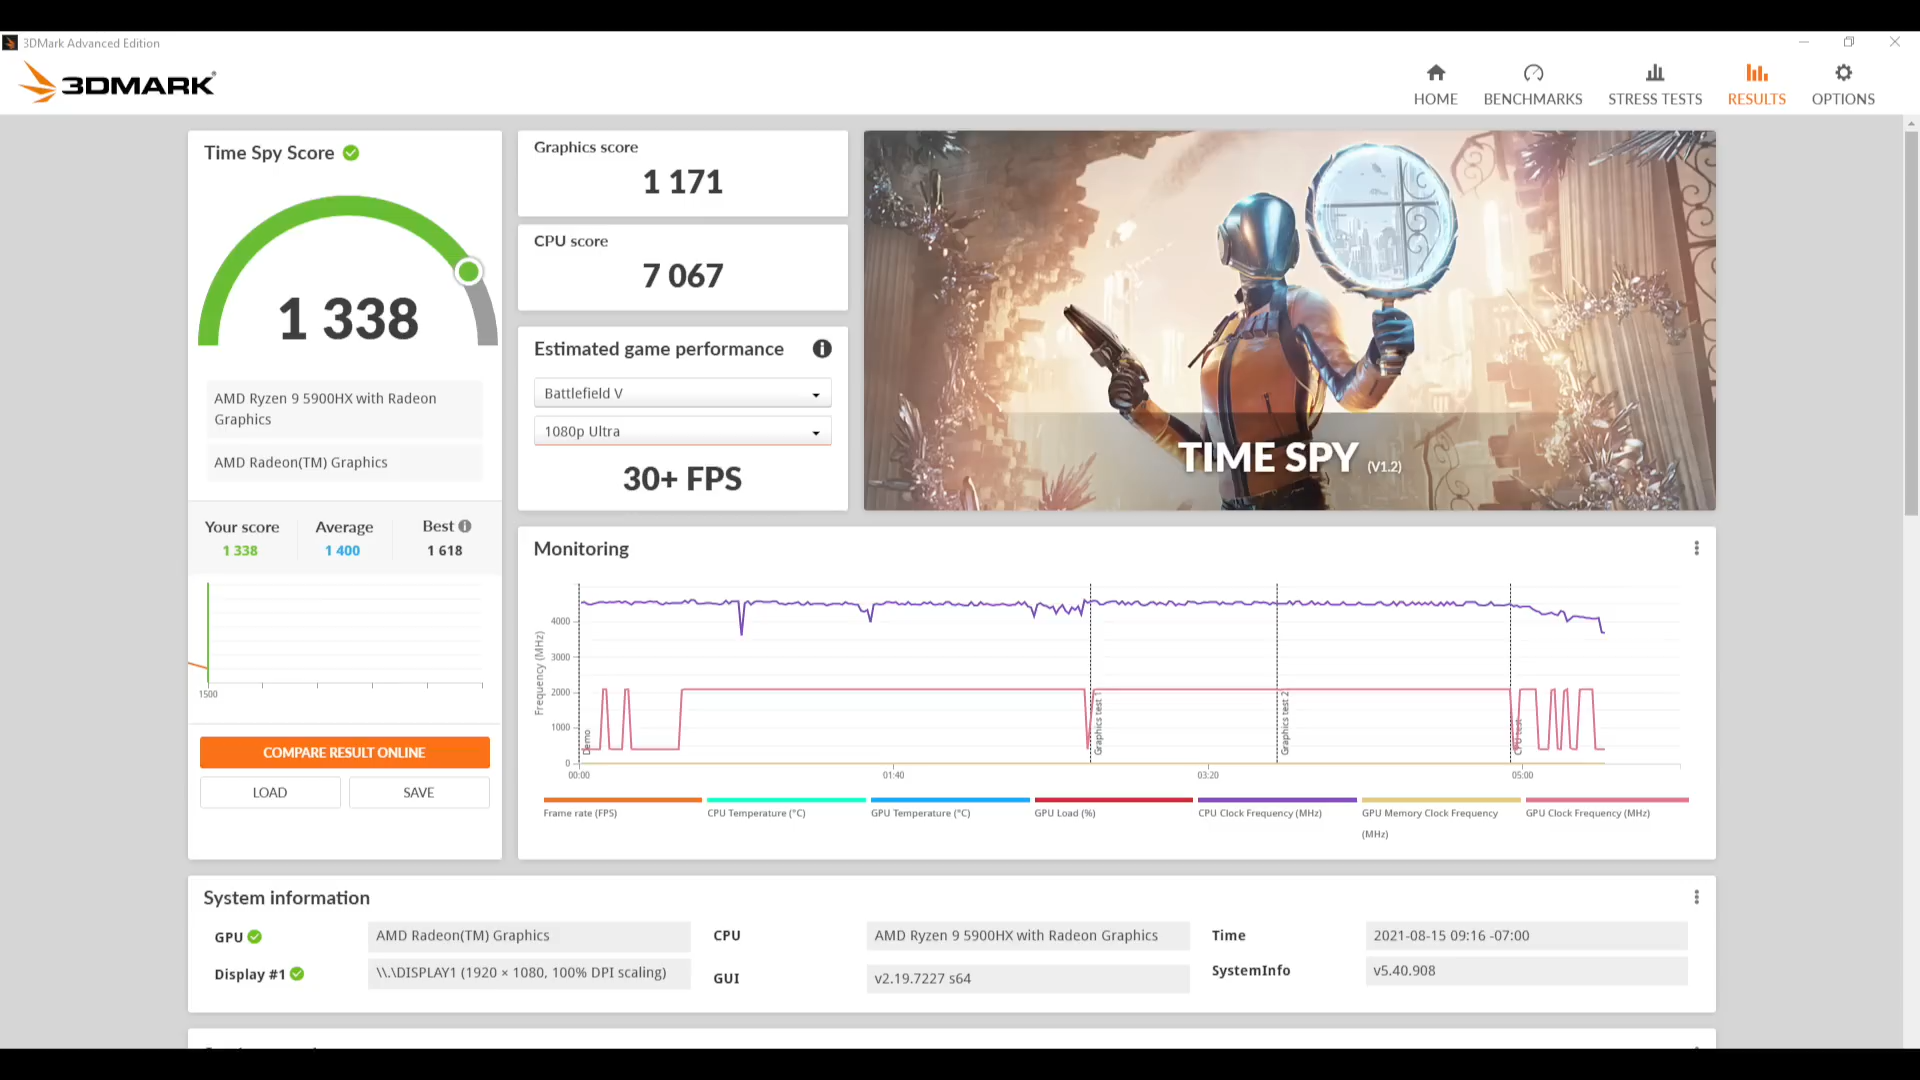 3DMark Advanced Edition
3DMARK
HOME
BENCHMARKS
STRESS TESTS
RESULTS
OPTIONS
Time Spy Score
1 338
AMD Ryzen 9 5900HX with Radeon
Graphics
AMD Radeon(TM) Graphics
Your score
Average
Best
1 338
1 400
1 618
1500
COMPARE RESULT ONLINE
LOAD
SAVE
Graphics score
1 171
CPU score
7 067
Estimated game performance
Battlefield V
1080p Ultra
30+ FPS
TIME SPY (V1.2)
Monitoring
Frequency (MHz)
4000
3000
2000
1000
0
Demo
Graphics test 1
Graphics test 2
CPU test
00:00
01:40
03:20
05:00
Frame rate (FPS)
CPU Temperature (°C)
GPU Temperature (°C)
GPU Load (%)
CPU Clock Frequency (MHz)
GPU Memory Clock Frequency
(MHz)
GPU Clock Frequency (MHz)
System information
GPU
AMD Radeon(TM) Graphics
CPU
AMD Ryzen 9 5900HX with Radeon Graphics
Time
2021-08-15 09:16 -07:00
Display #1
\\.\DISPLAY1 (1920 × 1080, 100% DPI scaling)
GUI
v2.19.7227 s64
SystemInfo
v5.40.908